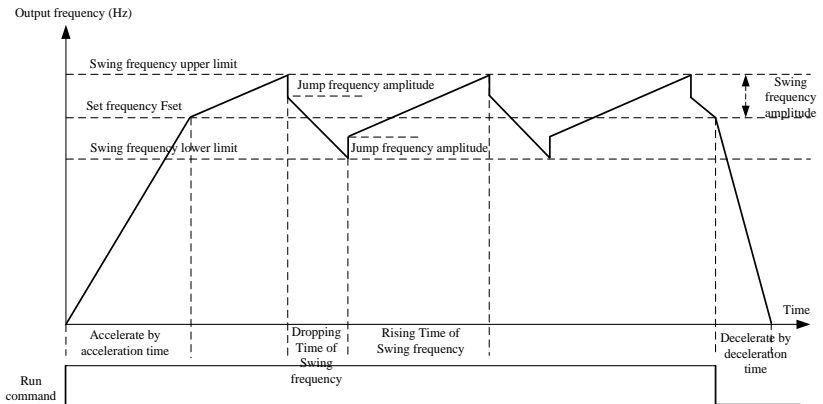 Output frequency (Hz)
Swing frequency upper limit
Jump frequency amplitude
Swing
frequency
amplitude
Set frequency Fset
Swing frequency lower limit
Jump frequency amplitude
Time
Accelerate by
acceleration time
Dropping
Time of
Swing
frequency
Rising Time of
Swing frequency
Decelerate by
deceleration
time
Run
command